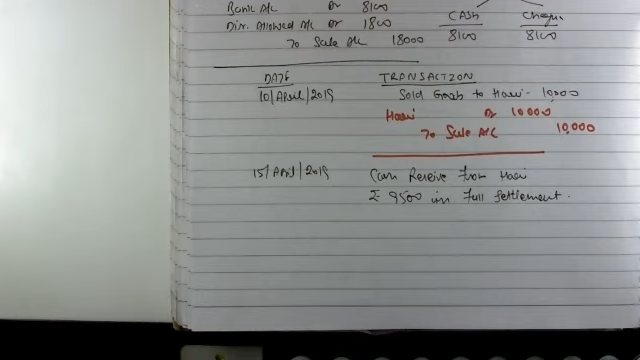 Bank A/c Dr 8100
Dis. Allowed A/c Dr 1800
To Sale A/c 18000
CASH Cheque
8100 8100
DATE TRANSACTION
10/April/2019 Sold Goods to Hari - 10,000
Hari Dr 10000
To Sale A/c 10,000
15/April/2019 Cash Receive from Hari
₹ 9500 in full settlement.